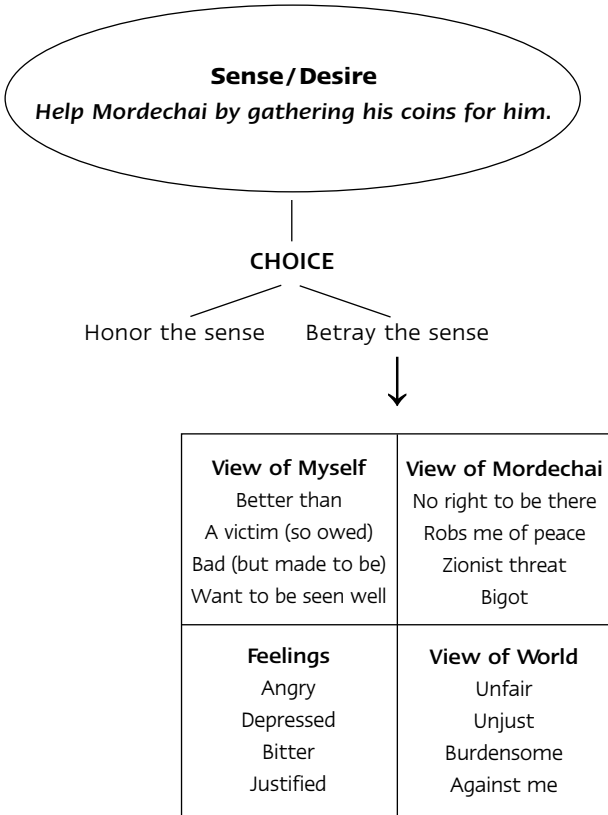 Sense/Desire
Help Mordechai by gathering his coins for him.
CHOICE
Honor the sense
Betray the sense
View of Myself
Better than
A victim (so owed)
Bad (but made to be)
Want to be seen well
View of Mordechai
No right to be there
Robs me of peace
Zionist threat
Bigot
Feelings
Angry
Depressed
Bitter
Justified
View of World
Unfair
Unjust
Burdensome
Against me